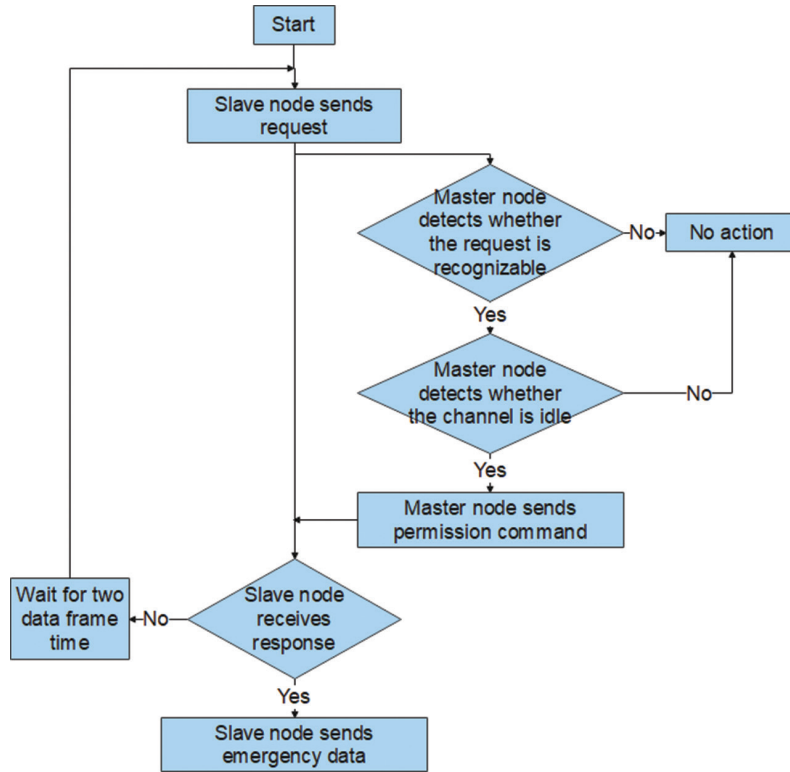 Start
Slave node sends
request
Master node
detects whether
the request is
recognizable
No
No action
Yes
Master node
detects whether
the channel is idle
No
Yes
Master node sends
permission command
Slave node
receives
response
No
Wait for two
data frame
time
Yes
Slave node sends
emergency data